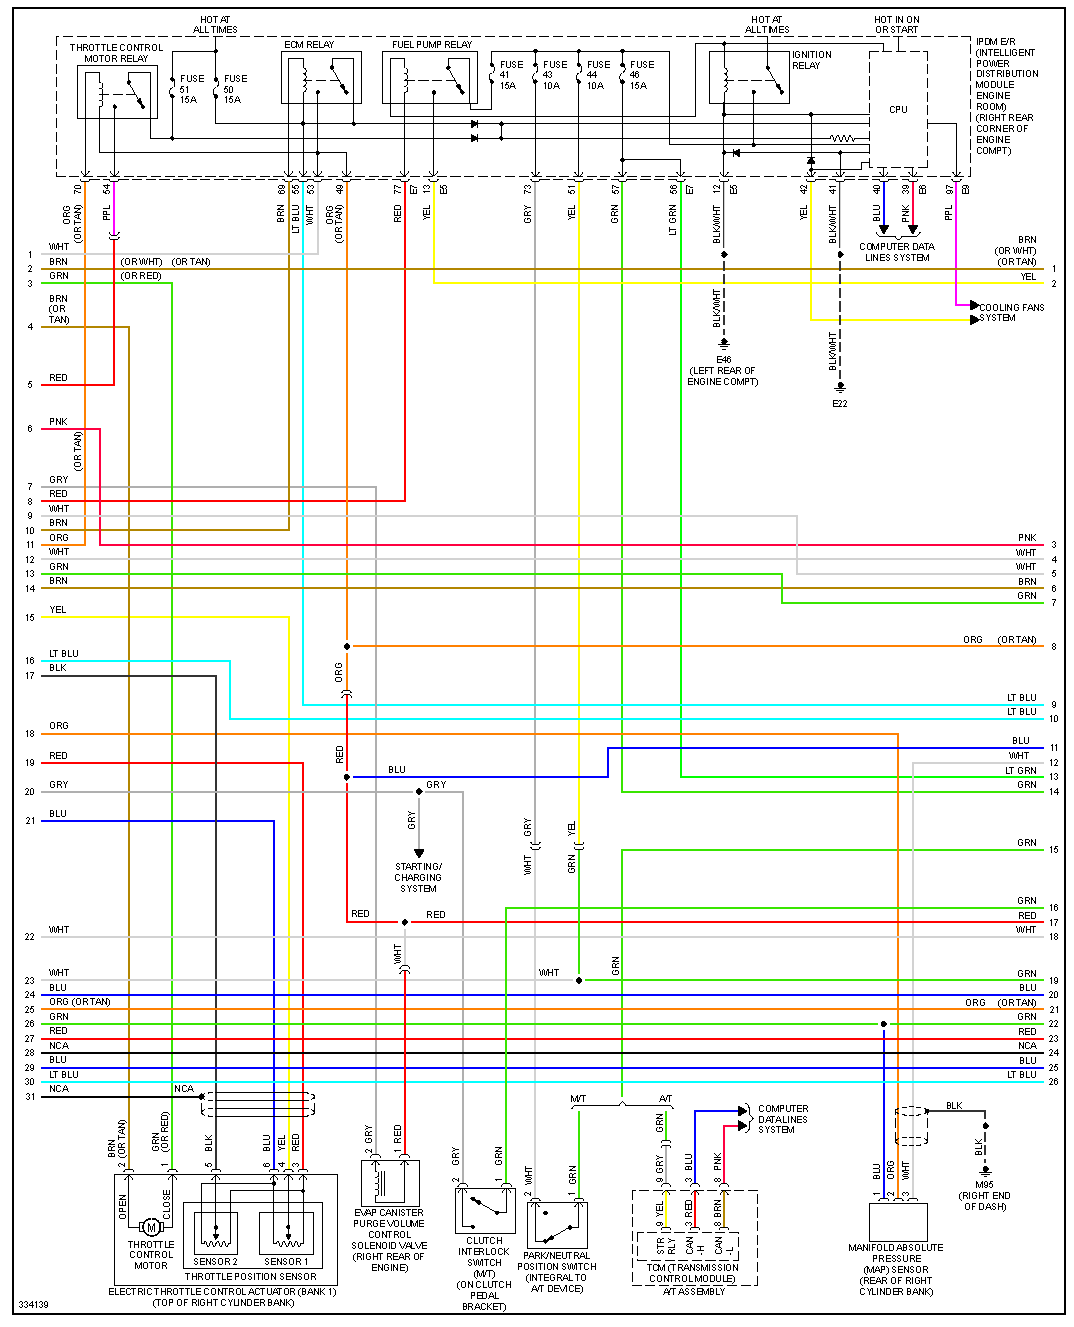 HOT AT
ALL TIMES
HOT AT
ALL TIMES
HOT IN ON
OR START
THROTTLE CONTROL
MOTOR RELAY
FUSE
51
15A
FUSE
50
15A
ECM RELAY
FUEL PUMP RELAY
FUSE
41
15A
FUSE
43
10A
FUSE
44
10A
FUSE
46
15A
IGNITION
RELAY
CPU
IPDM E/R
(INTELLIGENT
POWER
DISTRIBUTION
MODULE
ENGINE
ROOM)
(RIGHT REAR
CORNER OF
ENGINE
COMPT)
70
54
69
55
53
49
77
E7
13
E5
73
51
57
56
E7
12
E5
42
41
40
39
E6
97
E9
ORG
(OR TAN)
PPL
BRN
LT BLU
WHT
ORG
(OR TAN)
RED
YEL
GRY
YEL
GRN
LT GRN
BLK/WHT
YEL
BLK/WHT
BLU
PNK
PPL
COMPUTER DATA
LINES SYSTEM
BRN
(OR WHT)
(OR TAN) 1
YEL 2
1 WHT
2 BRN (OR WHT) (OR TAN)
3 GRN (OR RED)
BRN
(OR
4 TAN)
COOLING FANS
SYSTEM
BLK/WHT
E46
(LEFT REAR OF
ENGINE COMPT)
BLK/WHT
E22
5 RED
6 PNK
(OR TAN)
7 GRY
8 RED
9 WHT
10 BRN
11 ORG
12 WHT
13 GRN
14 BRN
15 YEL
16 LT BLU
17 BLK
18 ORG
19 RED
20 GRY
21 BLU
22 WHT
23 WHT
24 BLU
25 ORG (OR TAN)
26 GRN
27 RED
28 NCA
29 BLU
30 LT BLU
31 NCA
PNK 3
WHT 4
WHT 5
BRN 6
GRN 7
ORG (OR TAN) 8
LT BLU 9
LT BLU 10
BLU 11
WHT 12
LT GRN 13
GRN 14
GRN 15
GRN 16
RED 17
WHT 18
GRN 19
BLU 20
ORG (OR TAN) 21
GRN 22
RED 23
NCA 24
BLU 25
LT BLU 26
ORG
RED
BLU
GRY
GRY
STARTING/
CHARGING
SYSTEM
GRY
WHT
YEL
GRN
RED
RED
WHT
WHT
GRN
NCA
M/T
A/T
COMPUTER
DATA LINES
SYSTEM
BLK
BLK
M95
(RIGHT END
OF DASH)
BRN
(OR TAN)
GRN
(OR RED)
BLK
BLU
YEL
RED
2
1
5
6
4
3
OPEN
CLOSE
M
THROTTLE
CONTROL
MOTOR
SENSOR 2
SENSOR 1
THROTTLE POSITION SENSOR
ELECTRIC THROTTLE CONTROL ACTUATOR (BANK 1)
(TOP OF RIGHT CYLINDER BANK)
GRY
RED
2
1
EVAP CANISTER
PURGE VOLUME
CONTROL
SOLENOID VALVE
(RIGHT REAR OF
ENGINE)
GRY
GRN
2
1
CLUTCH
INTERLOCK
SWITCH
(M/T)
(ON CLUTCH
PEDAL
BRACKET)
WHT
GRN
2
1
PARK/NEUTRAL
POSITION SWITCH
(INTEGRAL TO
A/T DEVICE)
GRN
GRY
BLU
PNK
9
3
8
YEL
RED
BRN
9
3
8
STR
RLY
CAN
-H
CAN
-L
TCM (TRANSMISSION
CONTROL MODULE)
A/T ASSEMBLY
BLU
ORG
WHT
1
2
3
MANIFOLD ABSOLUTE
PRESSURE
(MAP) SENSOR
(REAR OF RIGHT
CYLINDER BANK)
334139